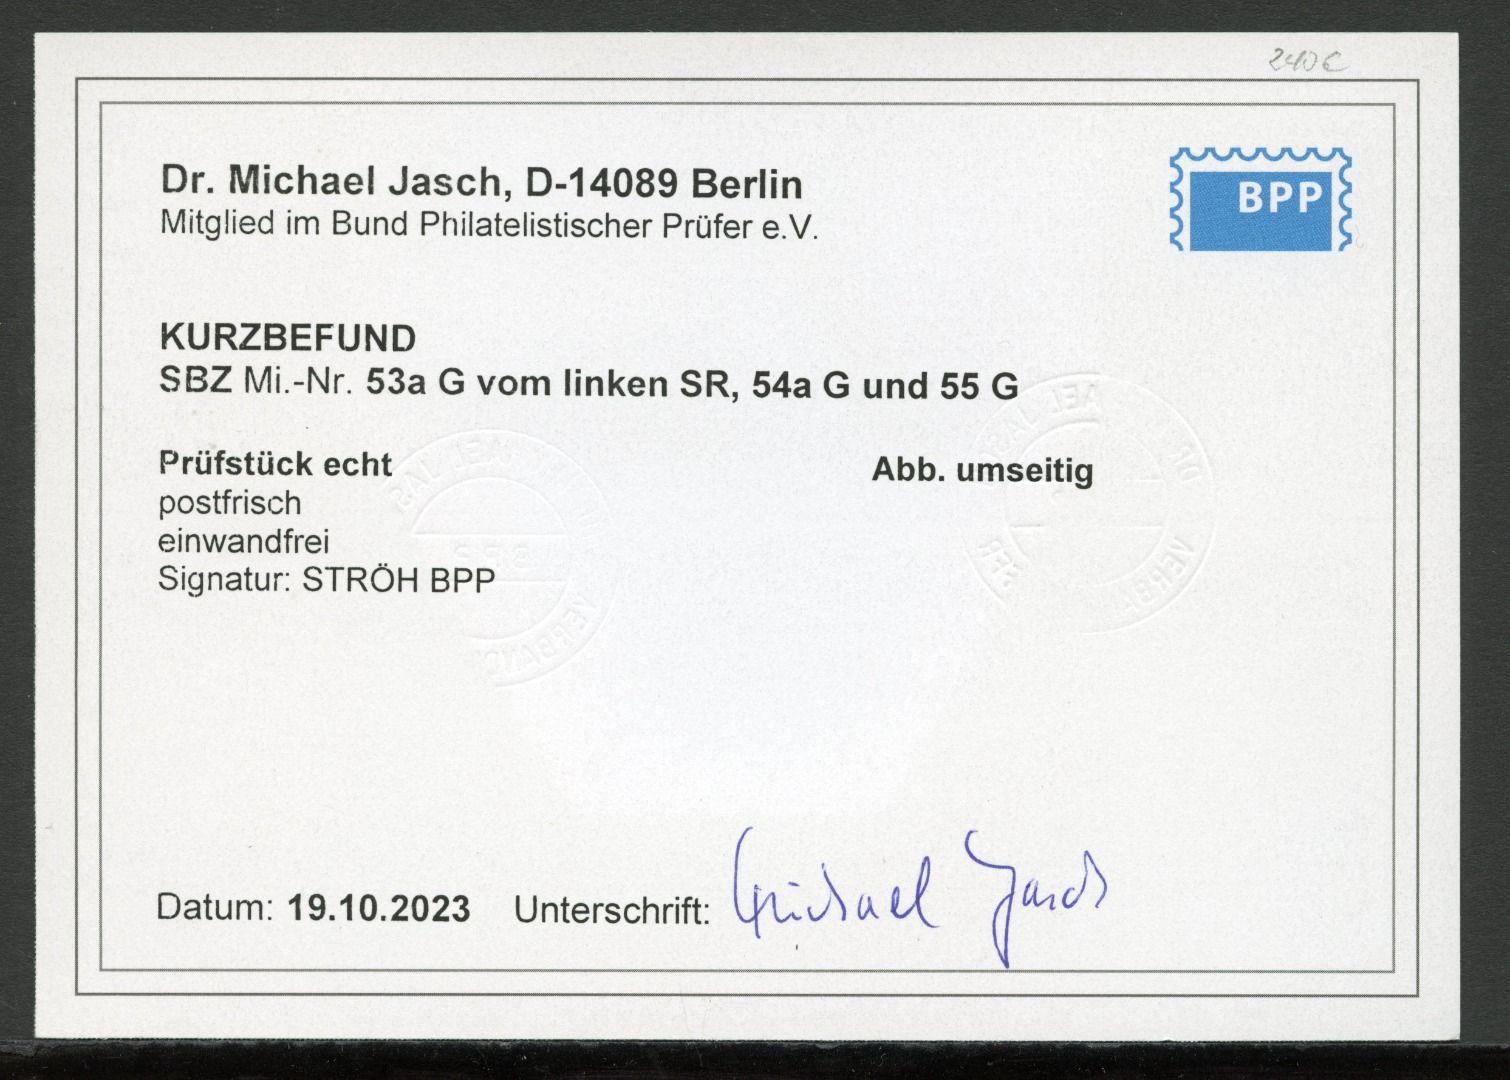 240 €
Dr. Michael Jasch, D-14089 Berlin
Mitglied im Bund Philatelistischer Prüfer e.V.
BPP
KURZBEFUND
SBZ Mi.-Nr. 53a G vom linken SR, 54a G und 55 G
Prüfstück echt
Abb. umseitig
postfrisch
einwandfrei
Signatur: STRÖH BPP
Datum: 19.10.2023 Unterschrift: Michael Jasch